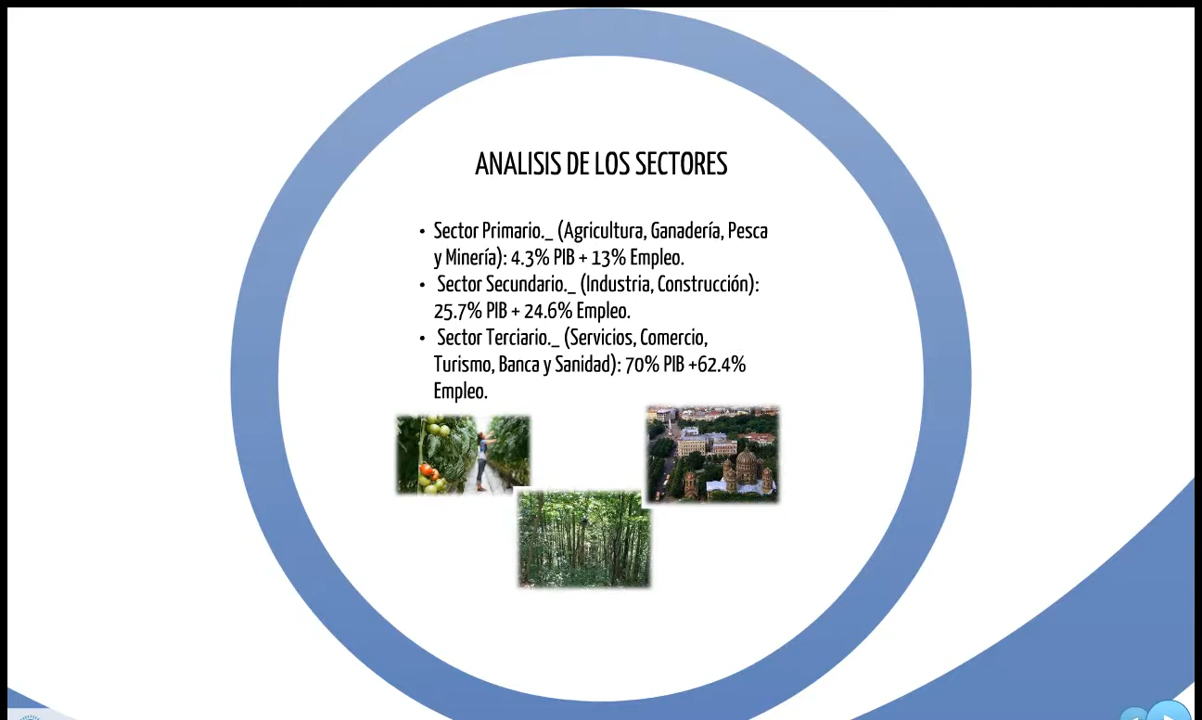 ANALISIS DE LOS SECTORES
• Sector Primario._ (Agricultura, Ganadería, Pesca
y Minería): 4.3% PIB + 13% Empleo.
• Sector Secundario._ (Industria, Construcción):
25.7% PIB + 24.6% Empleo.
• Sector Terciario._ (Servicios, Comercio,
Turismo, Banca y Sanidad): 70% PIB +62.4%
Empleo.